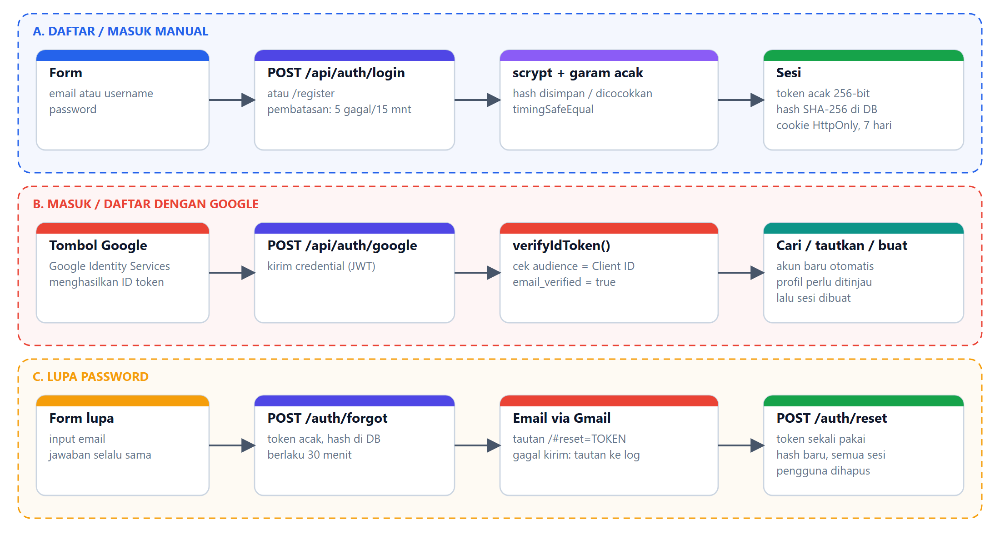 A. DAFTAR / MASUK MANUAL
Form
email atau username
password
POST /api/auth/login
atau /register
pembatasan: 5 gagal/15 mnt
scrypt + garam acak
hash disimpan / dicocokkan
timingSafeEqual
Sesi
token acak 256-bit
hash SHA-256 di DB
cookie HttpOnly, 7 hari
B. MASUK / DAFTAR DENGAN GOOGLE
Tombol Google
Google Identity Services
menghasilkan ID token
POST /api/auth/google
kirim credential (JWT)
verifyIdToken()
cek audience = Client ID
email_verified = true
Cari / tautkan / buat
akun baru otomatis
profil perlu ditinjau
lalu sesi dibuat
C. LUPA PASSWORD
Form lupa
input email
jawaban selalu sama
POST /auth/forgot
token acak, hash di DB
berlaku 30 menit
Email via Gmail
tautan /#reset=TOKEN
gagal kirim: tautan ke log
POST /auth/reset
token sekali pakai
hash baru, semua sesi
pengguna dihapus